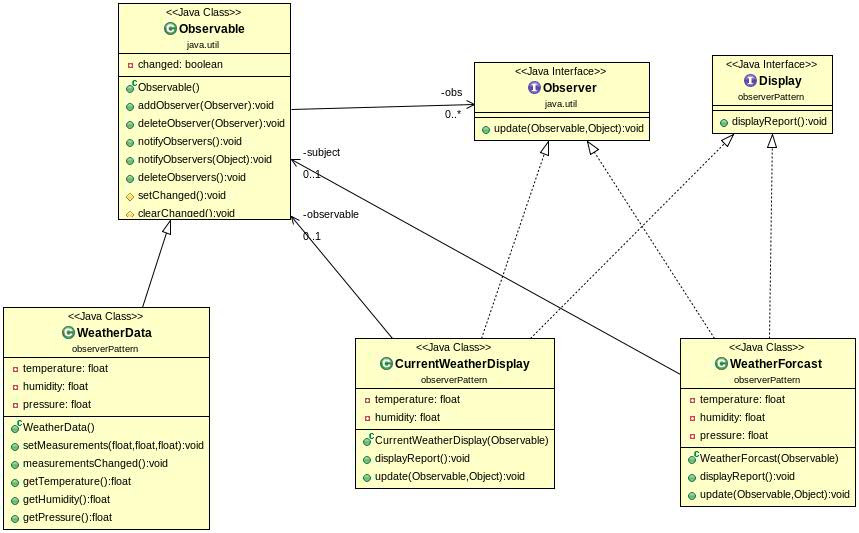 <<Java Class>>
Observable
java.util
changed: boolean
Observable()
addObserver(Observer):void
deleteObserver(Observer):void
notifyObservers():void
notifyObservers(Object):void
deleteObservers():void
setChanged():void
clearChanged():void
-obs
0..*
<<Java Interface>>
Observer
java.util
update(Observable,Object):void
<<Java Interface>>
Display
observerPattern
displayReport():void
-subject
0..1
-observable
0..1
<<Java Class>>
WeatherData
observerPattern
temperature: float
humidity: float
pressure: float
WeatherData()
setMeasurements(float,float,float):void
measurementsChanged():void
getTemperature():float
getHumidity():float
getPressure():float
<<Java Class>>
CurrentWeatherDisplay
observerPattern
temperature: float
humidity: float
CurrentWeatherDisplay(Observable)
displayReport():void
update(Observable,Object):void
<<Java Class>>
WeatherForcast
observerPattern
temperature: float
humidity: float
pressure: float
WeatherForcast(Observable)
displayReport():void
update(Observable,Object):void